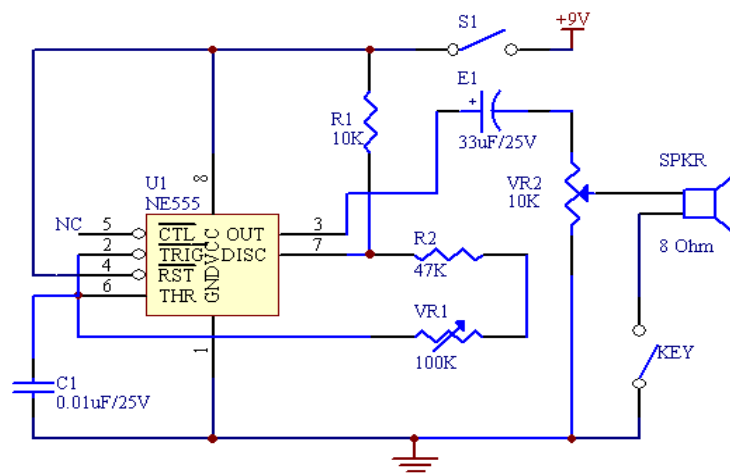 S1
+9V
E1
+
33uF/25V
R1
10K
SPKR
VR2
10K
8 Ohm
U1
NE555
8
NC
5
CTL
OUT
3
2
TRIG
DISC
7
4
RST
6
THR
GND
VCC
1
R2
47K
VR1
100K
KEY
C1
0.01uF/25V